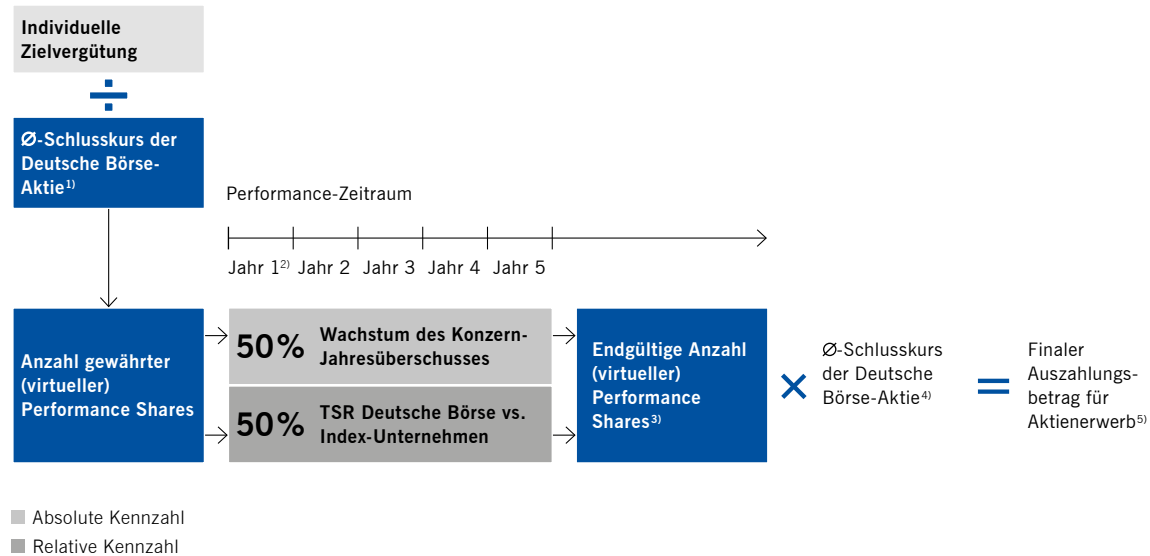 Individuelle
Zielvergütung
÷
Ø-Schlusskurs der
Deutsche Börse-
Aktie1)
Performance-Zeitraum
Jahr 12) Jahr 2 Jahr 3 Jahr 4 Jahr 5
Anzahl gewährter
(virtueller)
Performance Shares
50% Wachstum des Konzern-
Jahresüberschusses
50% TSR Deutsche Börse vs.
Index-Unternehmen
Endgültige Anzahl
(virtueller)
Performance
Shares3)
×
Ø-Schlusskurs
der Deutsche
Börse-Aktie4)
=
Finaler
Auszahlungs-
betrag für
Aktienerwerb5)
Absolute Kennzahl
Relative Kennzahl